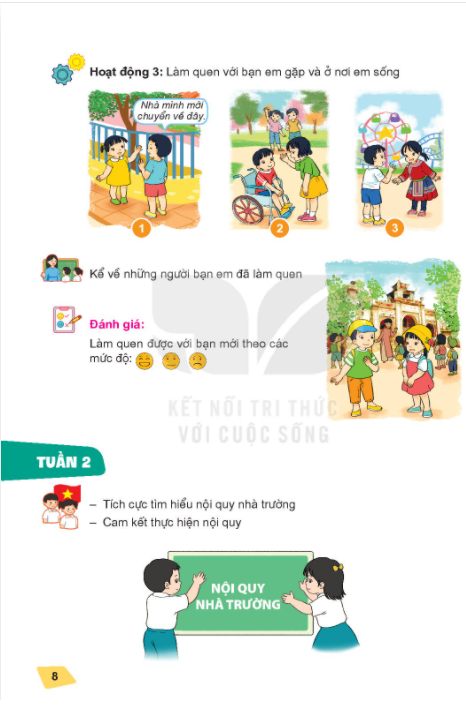 Hoạt động 3: Làm quen với bạn em gặp và ở nơi em sống
Nhà mình mới
chuyển về đây.
1
2
3
Kể về những người bạn em đã làm quen
Đánh giá:
Làm quen được với bạn mới theo các
mức độ:
KẾT NỐI TRI THỨC
VỚI CUỘC SỐNG
TUẦN 2
– Tích cực tìm hiểu nội quy nhà trường
– Cam kết thực hiện nội quy
NỘI QUY
NHÀ TRƯỜNG
8